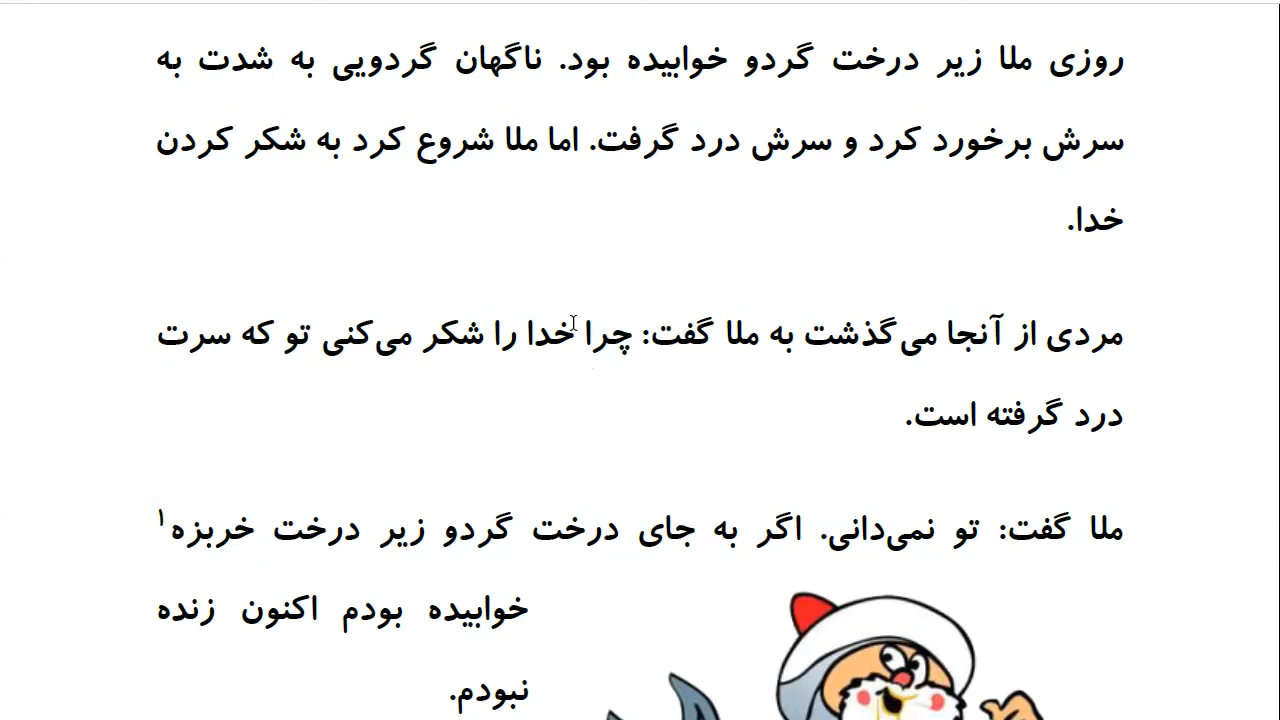 روزی ملا زیر درخت گردو خوابیده بود. ناگهان گردویی به شدت به
سرش برخورد کرد و سرش درد گرفت. اما ملا شروع کرد به شکر کردن
خدا.
مردی از آنجا می‌گذشت به ملا گفت: چرا خدا را شکر می‌کنی تو که سرت
درد گرفته است.
ملا گفت: تو نمی‌دانی. اگر به جای درخت گردو زیر درخت خربزه۱
خوابیده بودم اکنون زنده
نبودم.